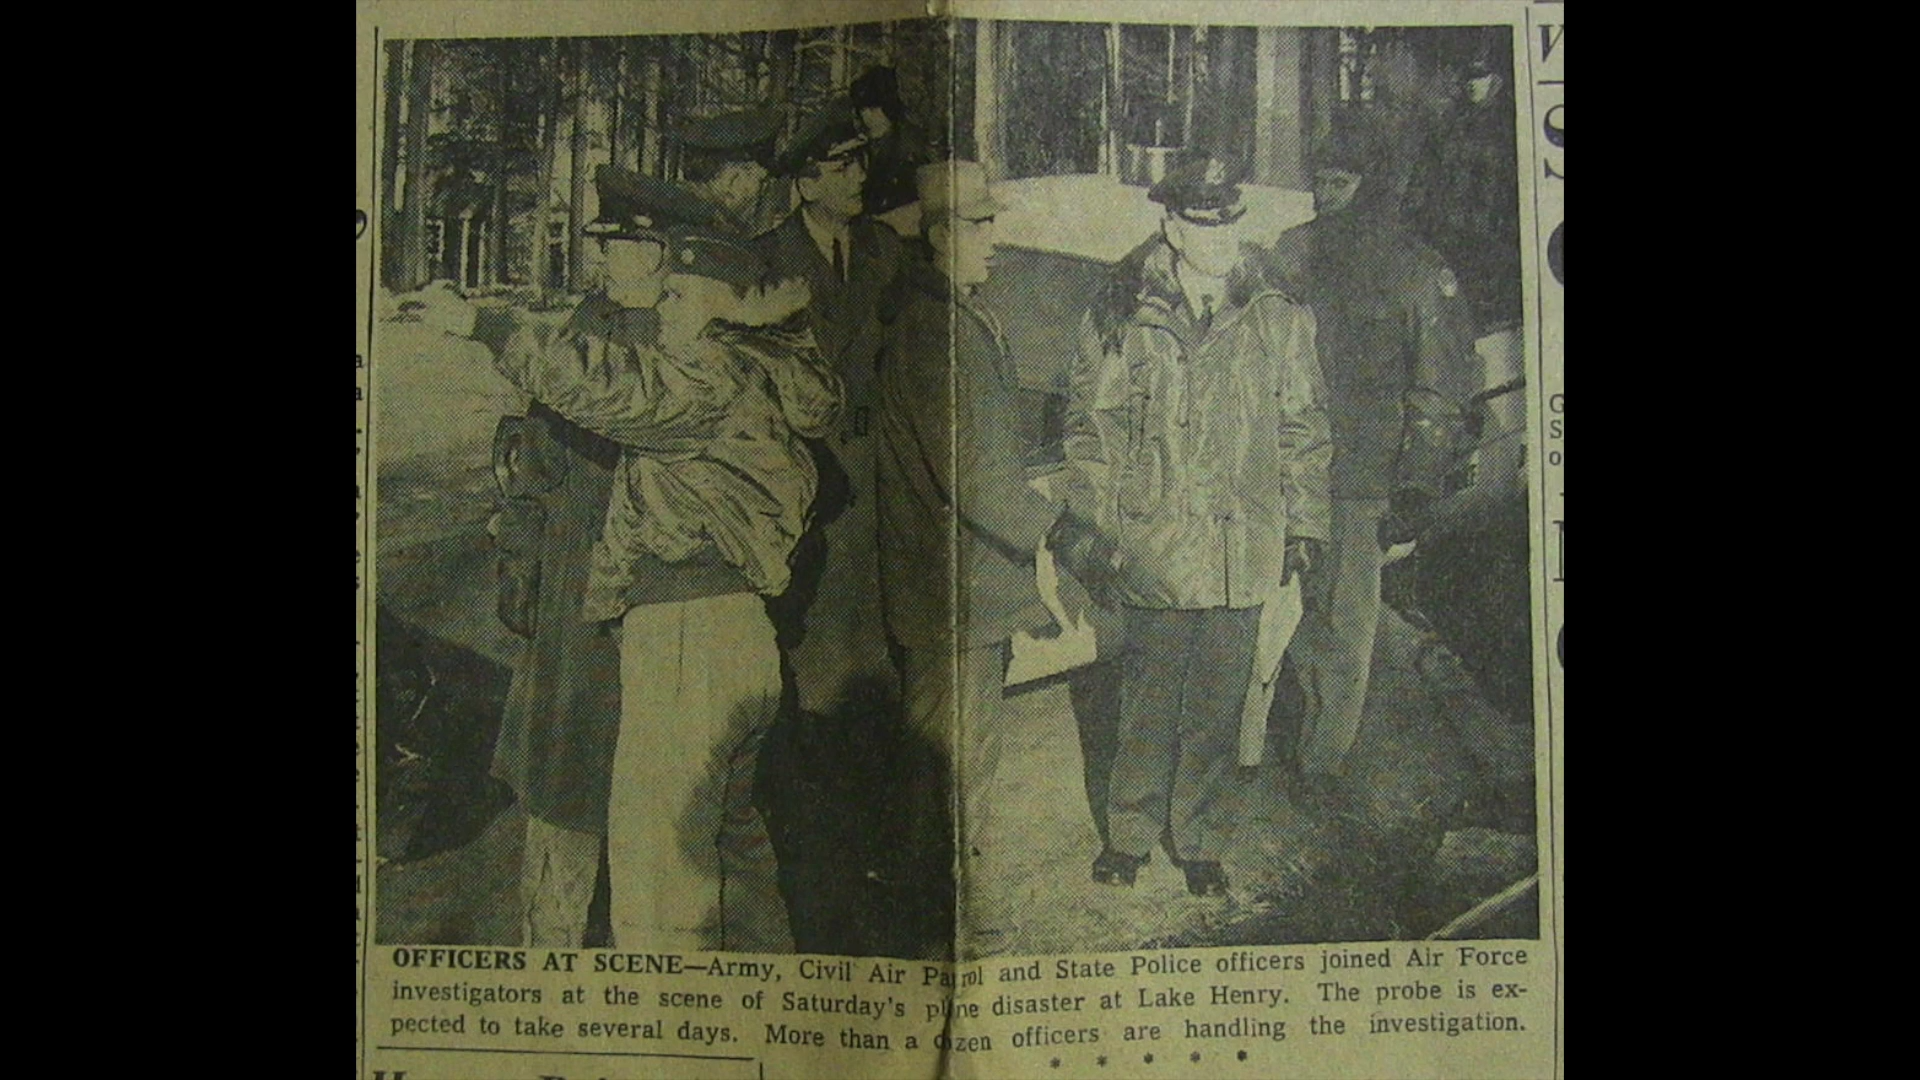 OFFICERS AT SCENE—Army, Civil Air Patrol and State Police officers joined Air Force
investigators at the scene of Saturday's plane disaster at Lake Henry. The probe is ex-
pected to take several days. More than a dozen officers are handling the investigation.
* * * * *